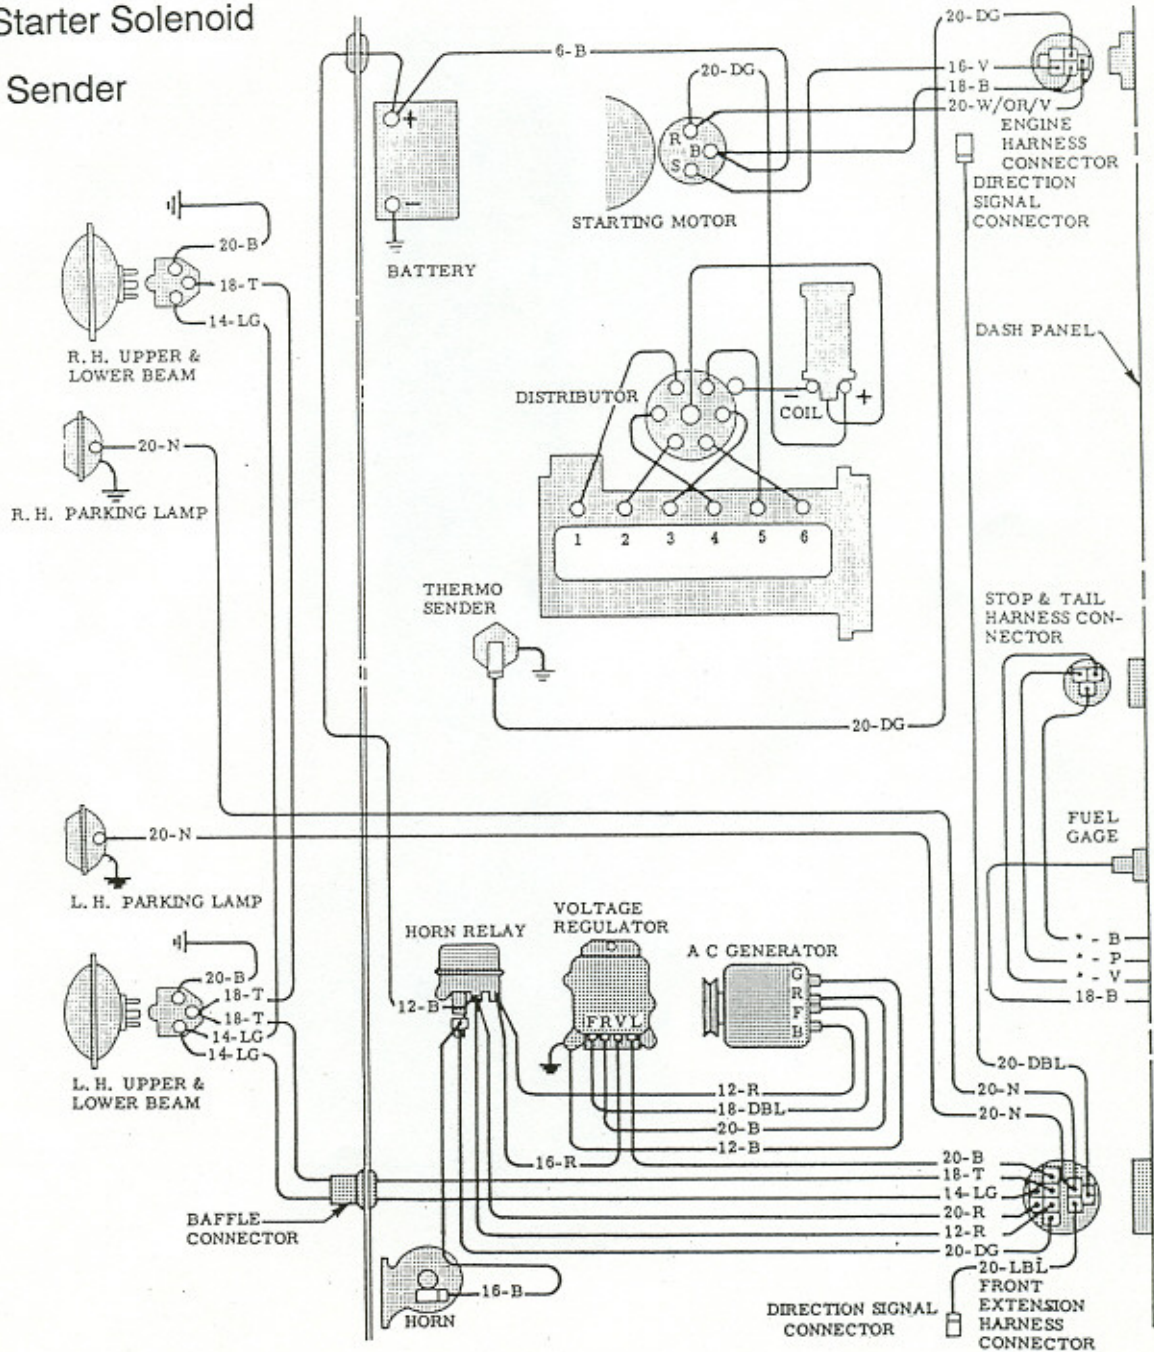 Starter Solenoid
Sender
20-DG
6-B
20-DG
16-V
18-B
20-W/OR/V
ENGINE
HARNESS
CONNECTOR
+
R
B
S
DIRECTION
SIGNAL
CONNECTOR
STARTING MOTOR
−
BATTERY
20-B
18-T
14-LG
R.H. UPPER &
LOWER BEAM
DASH PANEL
DISTRIBUTOR
−
+
COIL
20-N
R.H. PARKING LAMP
1 2 3 4 5 6
THERMO
SENDER
STOP & TAIL
HARNESS CON-
NECTOR
20-DG
FUEL
GAGE
20-N
L.H. PARKING LAMP
HORN RELAY
VOLTAGE
REGULATOR
A C GENERATOR
* - B
* - P
* - V
18-B
20-B
18-T
18-T
14-LG
14-LG
12-B
FRVL
G
R
F
B
L.H. UPPER &
LOWER BEAM
20-DBL
20-N
20-N
12-R
18-DBL
20-B
12-B
16-R
20-B
18-T
14-LG
20-R
12-R
20-DG
20-LBL
BAFFLE
CONNECTOR
16-B
HORN
DIRECTION SIGNAL
CONNECTOR
FRONT
EXTENSION
HARNESS
CONNECTOR